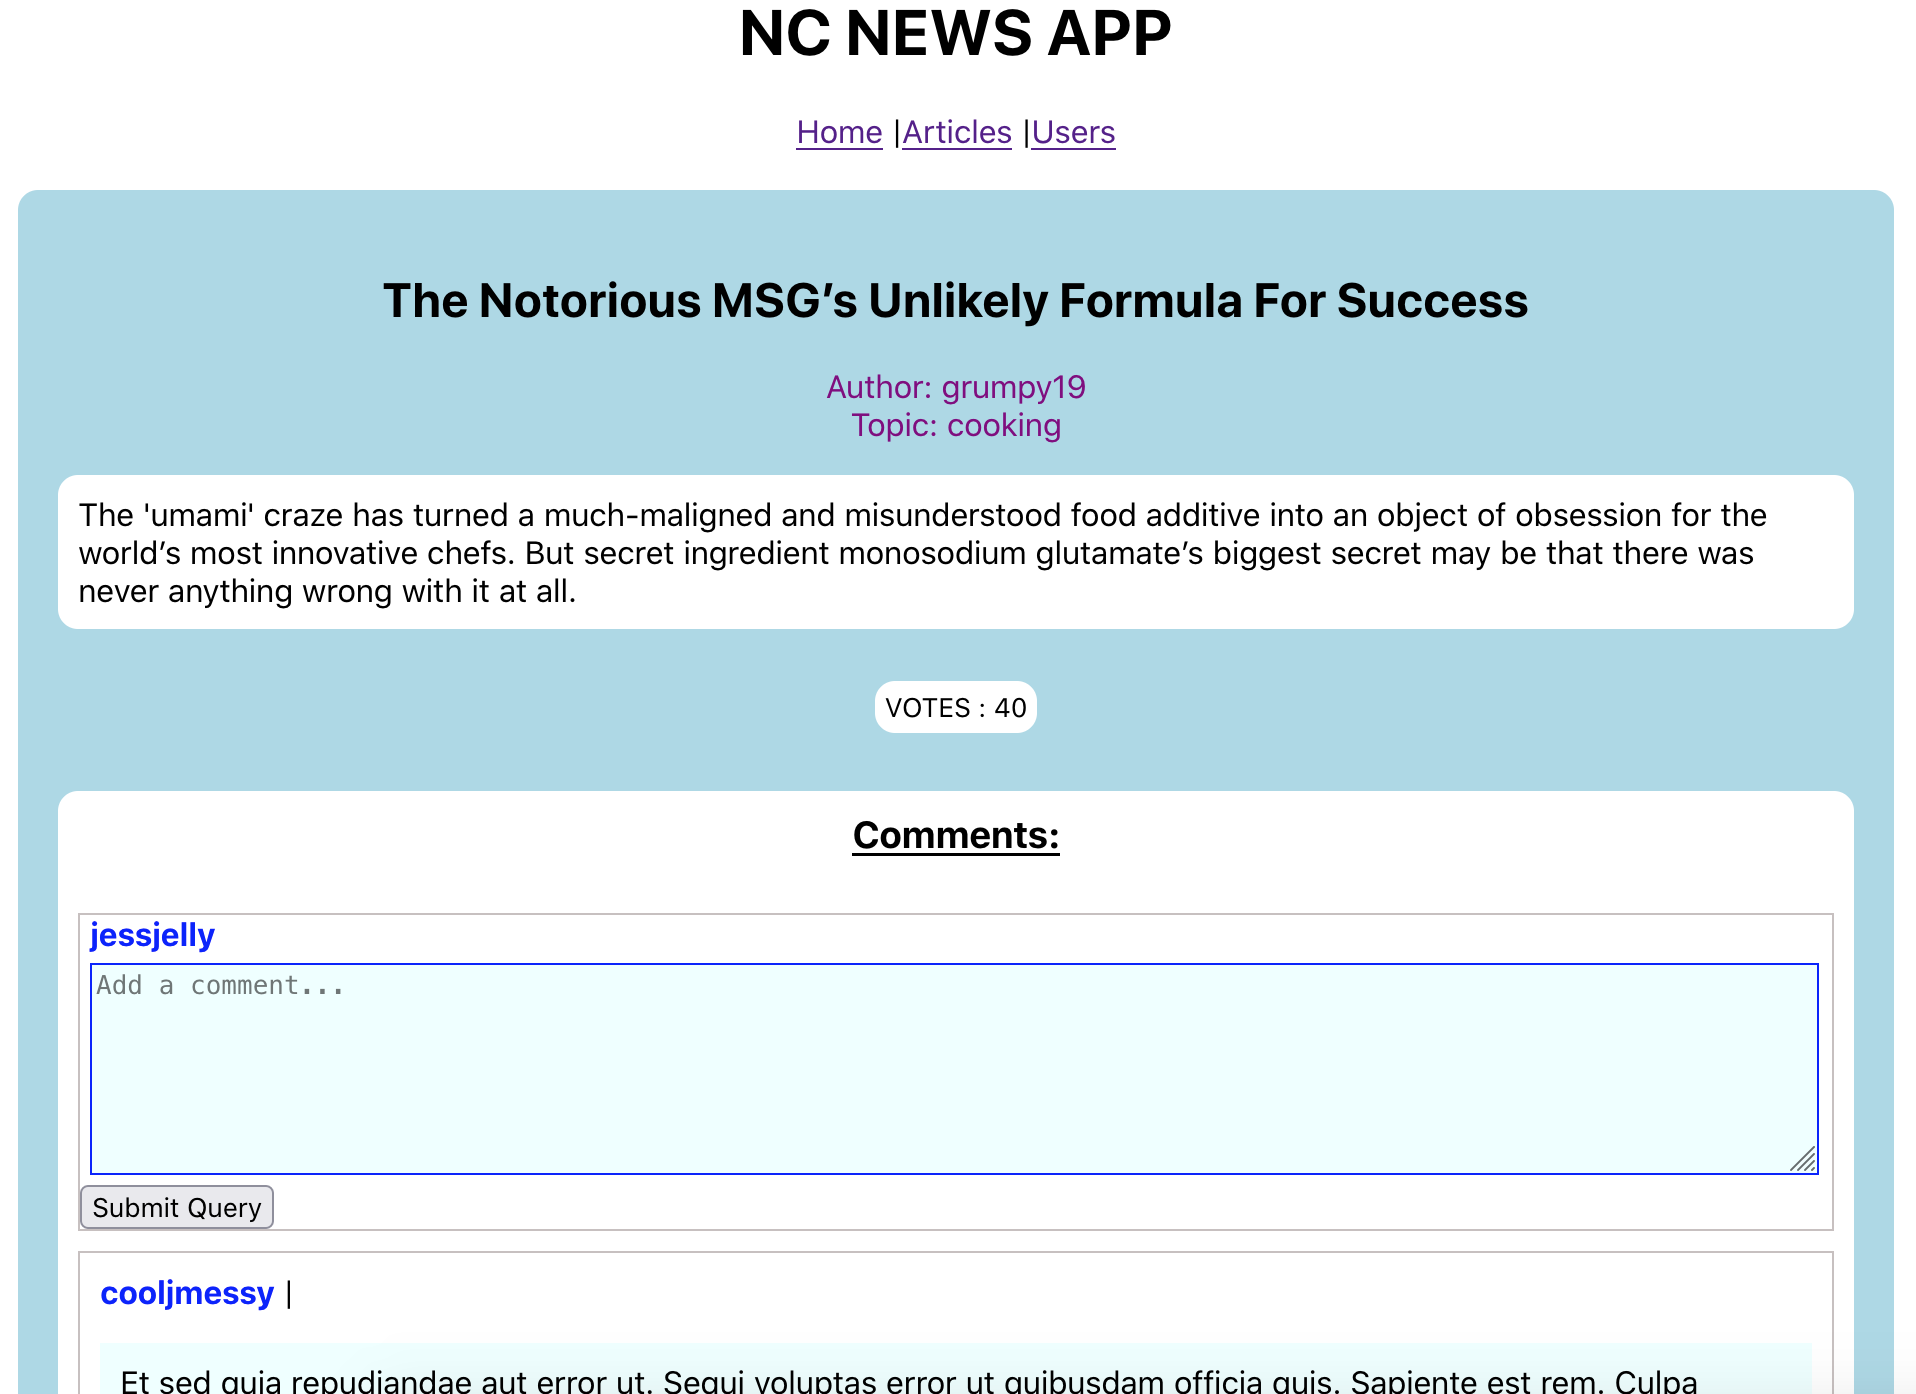 NC NEWS APP
Home |Articles |Users
The Notorious MSG’s Unlikely Formula For Success
Author: grumpy19
Topic: cooking
The 'umami' craze has turned a much-maligned and misunderstood food additive into an object of obsession for the
world’s most innovative chefs. But secret ingredient monosodium glutamate’s biggest secret may be that there was
never anything wrong with it at all.
VOTES : 40
Comments:
jessjelly
Add a comment...
Submit Query
cooljmessy |
Et sed quia repudiandae aut error ut. Sequi voluptas error ut quibusdam officia quis. Sapiente est rem. Culpa